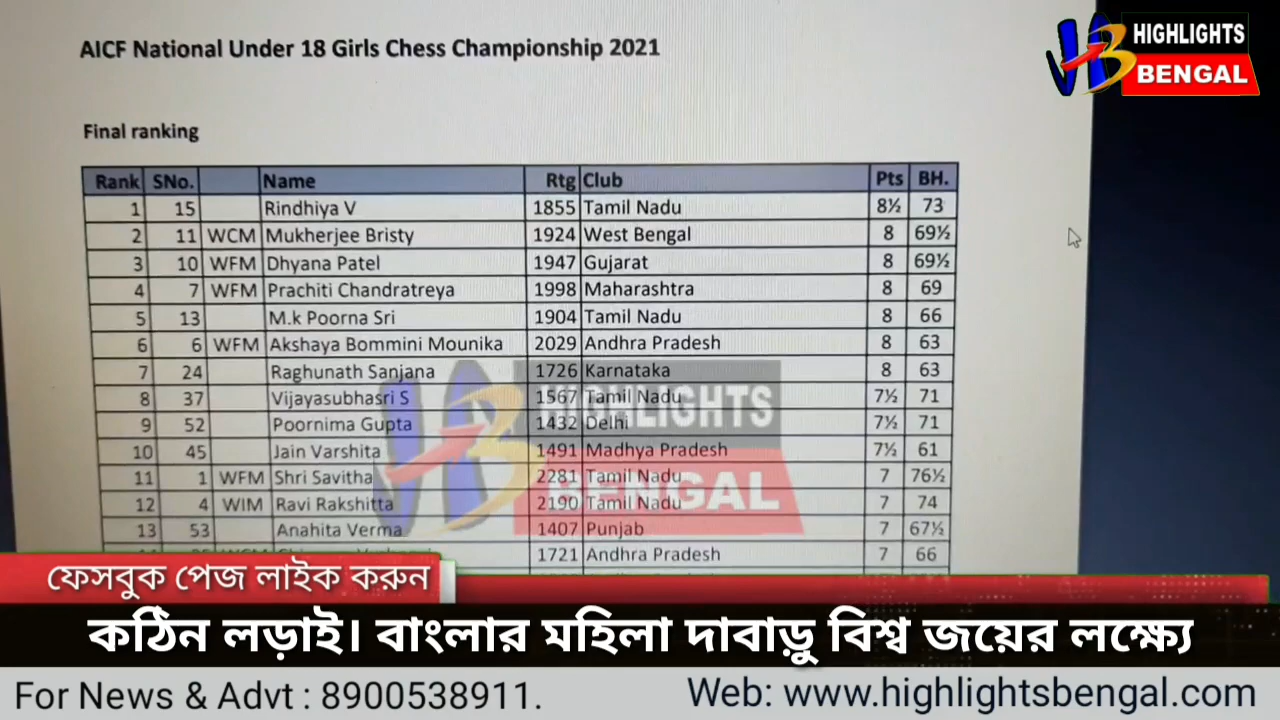 AICF National Under 18 Girls Chess Championship 2021
HIGHLIGHTS
BENGAL
Final ranking
Rank SNo. Name Rtg Club Pts BH.
1 15 Rindhiya V 1855 Tamil Nadu 8½ 73
2 11 WCM Mukherjee Bristy 1924 West Bengal 8 69½
3 10 WFM Dhyana Patel 1947 Gujarat 8 69½
4 7 WFM Prachiti Chandratreya 1998 Maharashtra 8 69
5 13 M.k Poorna Sri 1904 Tamil Nadu 8 66
6 6 WFM Akshaya Bommini Mounika 2029 Andhra Pradesh 8 63
7 24 Raghunath Sanjana 1726 Karnataka 8 63
8 37 Vijayasubhasri S 1567 Tamil Nadu 7½ 71
9 52 Poornima Gupta 1432 Delhi 7½ 71
10 45 Jain Varshita 1491 Madhya Pradesh 7½ 61
11 1 WFM Shri Savitha 2281 Tamil Nadu 7 76½
12 4 WIM Ravi Rakshitta 2190 Tamil Nadu 7 74
13 53 Anahita Verma 1407 Punjab 7 67½
1721 Andhra Pradesh 7 66
HIGHLIGHTS
BENGAL
ফেসবুক পেজ লাইক করুন
কঠিন লড়াই। বাংলার মহিলা দাবাড়ু বিশ্ব জয়ের লক্ষ্যে
For News & Advt : 8900538911.
Web: www.highlightsbengal.com